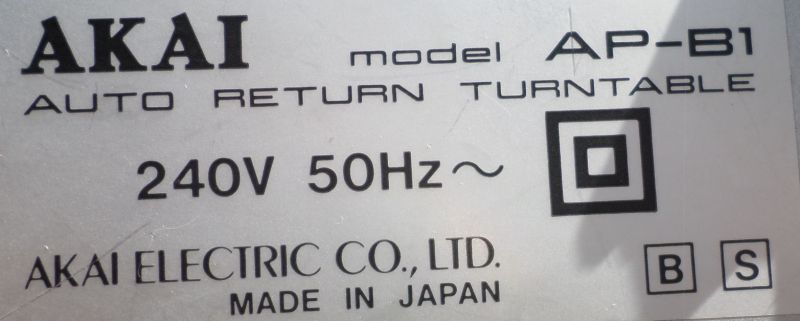 AKAI model AP-B1
AUTO RETURN TURNTABLE
240V 50Hz~
AKAI ELECTRIC CO., LTD. B S
MADE IN JAPAN